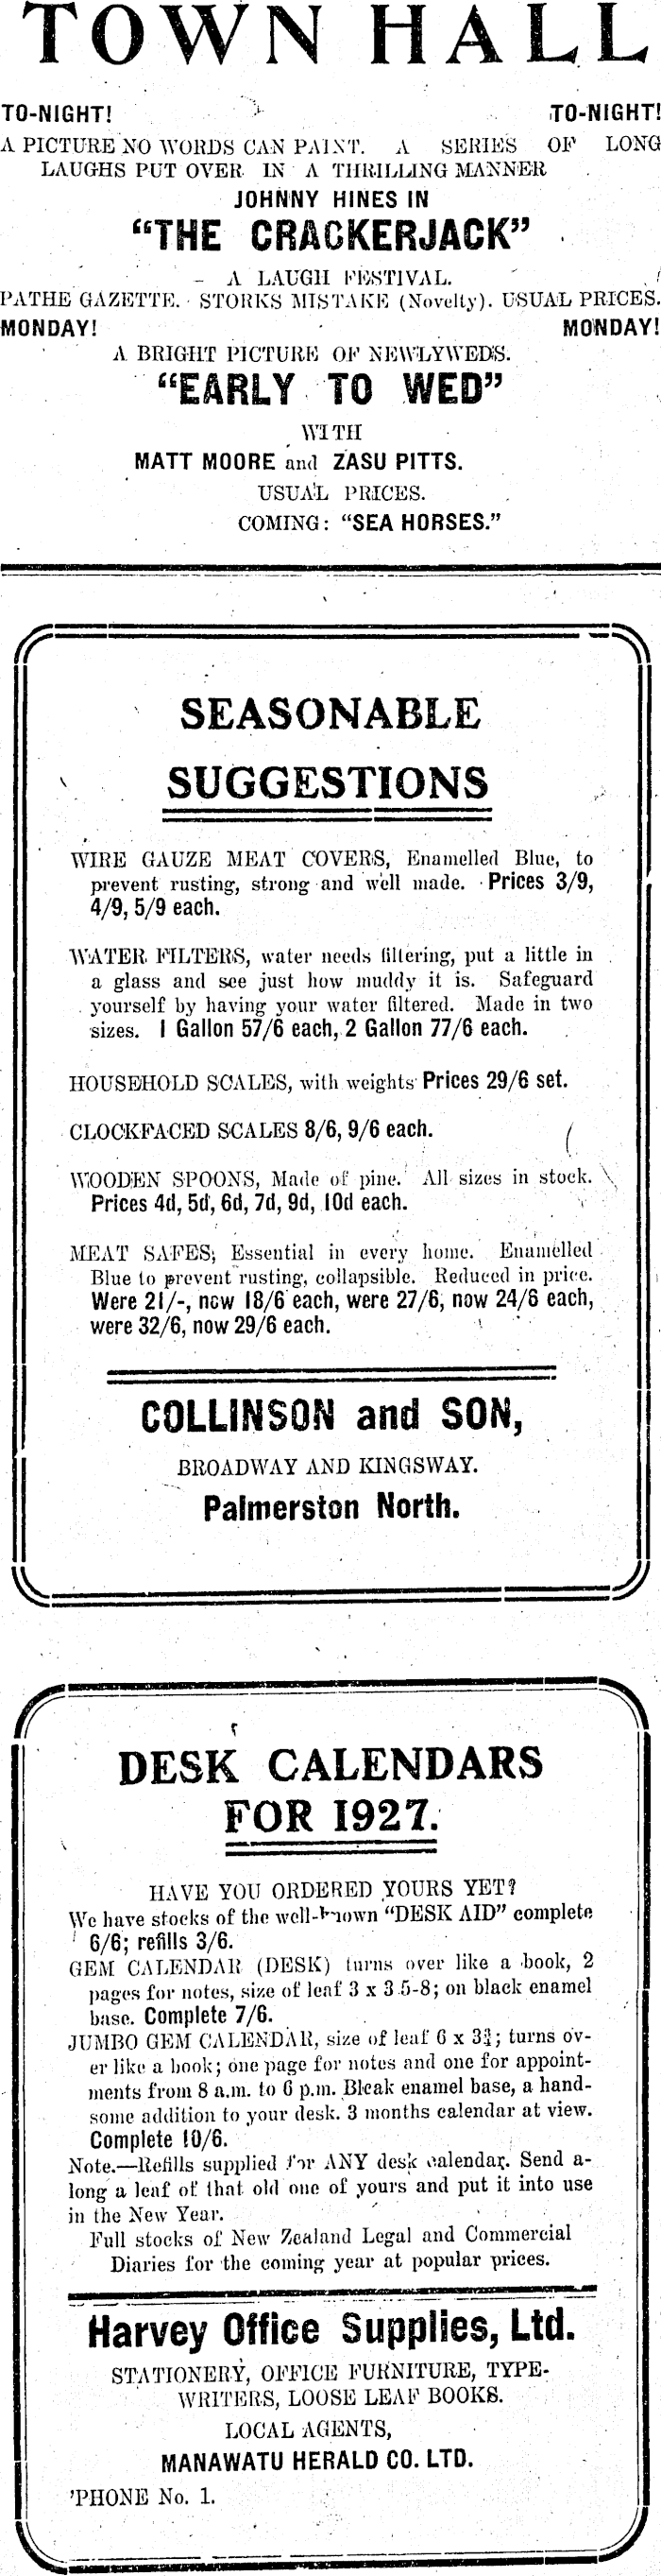 TOWN HALL
TO-NIGHT! TO-NIGHT!
A PICTURE NO WORDS CAN PAINT. A SERIES OF LONG
LAUGHS PUT OVER IN A THRILLING MANNER
JOHNNY HINES IN
“THE CRACKERJACK”
A LAUGH FESTIVAL.
PATHE GAZETTE. STORKS MISTAKE (Novelty). USUAL PRICES.
MONDAY! MONDAY!
A BRIGHT PICTURE OF NEWLYWEDS.
“EARLY TO WED”
WITH
MATT MOORE and ZASU PITTS.
USUAL PRICES.
COMING: “SEA HORSES.”
SEASONABLE
SUGGESTIONS
WIRE GAUZE MEAT COVERS, Enamelled Blue, to
prevent rusting, strong and well made. Prices 3/9,
4/9, 5/9 each.
WATER FILTERS, water needs filtering, put a little in
a glass and see just how muddy it is. Safeguard
yourself by having your water filtered. Made in two
sizes. 1 Gallon 57/6 each, 2 Gallon 77/6 each.
HOUSEHOLD SCALES, with weights Prices 29/6 set.
CLOCKFACED SCALES 8/6, 9/6 each.
WOODEN SPOONS, Made of pine. All sizes in stock.
Prices 4d, 5d, 6d, 7d, 9d, 10d each.
MEAT SAFES; Essential in every home. Enamelled
Blue to prevent rusting, collapsible. Reduced in price.
Were 21/-, now 18/6 each, were 27/6, now 24/6 each,
were 32/6, now 29/6 each.
COLLINSON and SON,
BROADWAY AND KINGSWAY.
Palmerston North.
DESK CALENDARS
FOR 1927.
HAVE YOU ORDERED YOURS YET?
We have stocks of the well-known “DESK AID” complete
6/6; refills 3/6.
GEM CALENDAR (DESK) turns over like a book, 2
pages for notes, size of leaf 3 x 3 5-8; on black enamel
base. Complete 7/6.
JUMBO GEM CALENDAR, size of leaf 6 x 3¾; turns ov-
er like a book; one page for notes and one for appoint-
ments from 8 a.m. to 6 p.m. Bleak enamel base, a hand-
some addition to your desk. 3 months calendar at view.
Complete 10/6.
Note.—Refills supplied for ANY desk calendar. Send a-
long a leaf of that old one of yours and put it into use
in the New Year.
Full stocks of New Zealand Legal and Commercial
Diaries for the coming year at popular prices.
Harvey Office Supplies, Ltd.
STATIONERY, OFFICE FURNITURE, TYPE-
WRITERS, LOOSE LEAF BOOKS.
LOCAL AGENTS,
MANAWATU HERALD CO. LTD.
'PHONE No. 1.